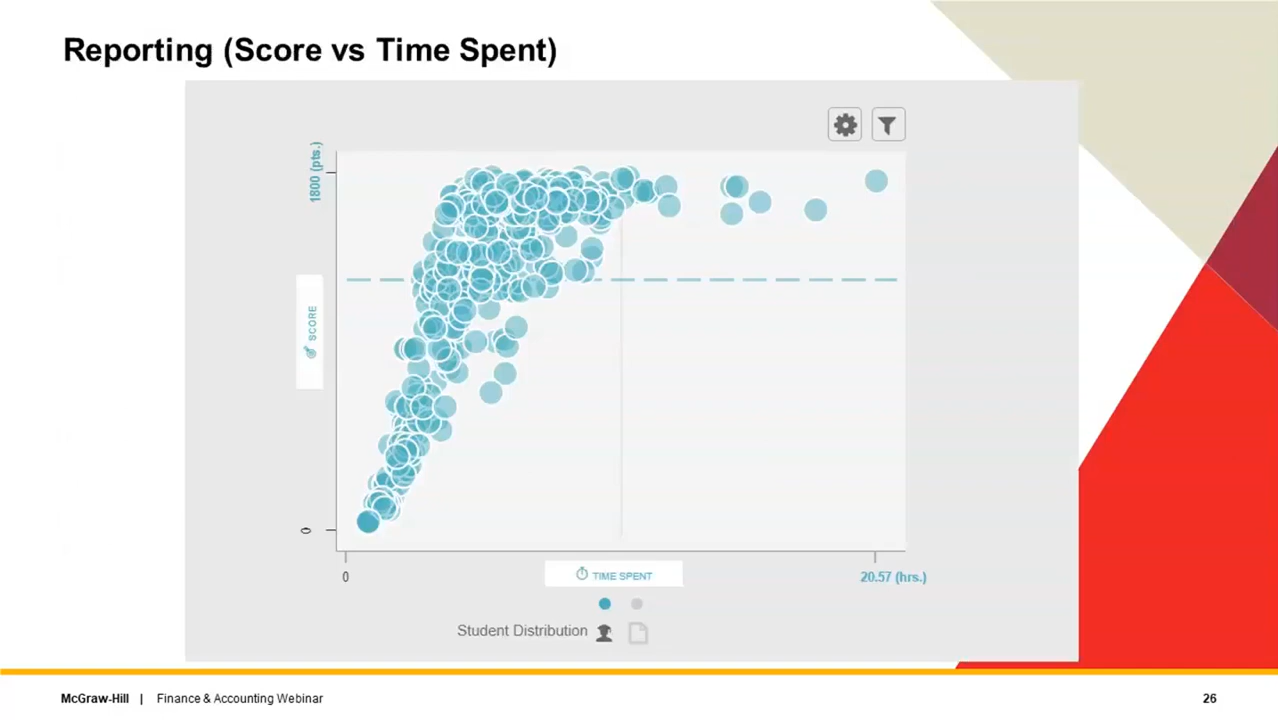 Reporting (Score vs Time Spent)
1800 (pts.)
SCORE
0
0
TIME SPENT
20.57 (hrs.)
Student Distribution
McGraw-Hill | Finance & Accounting Webinar
26